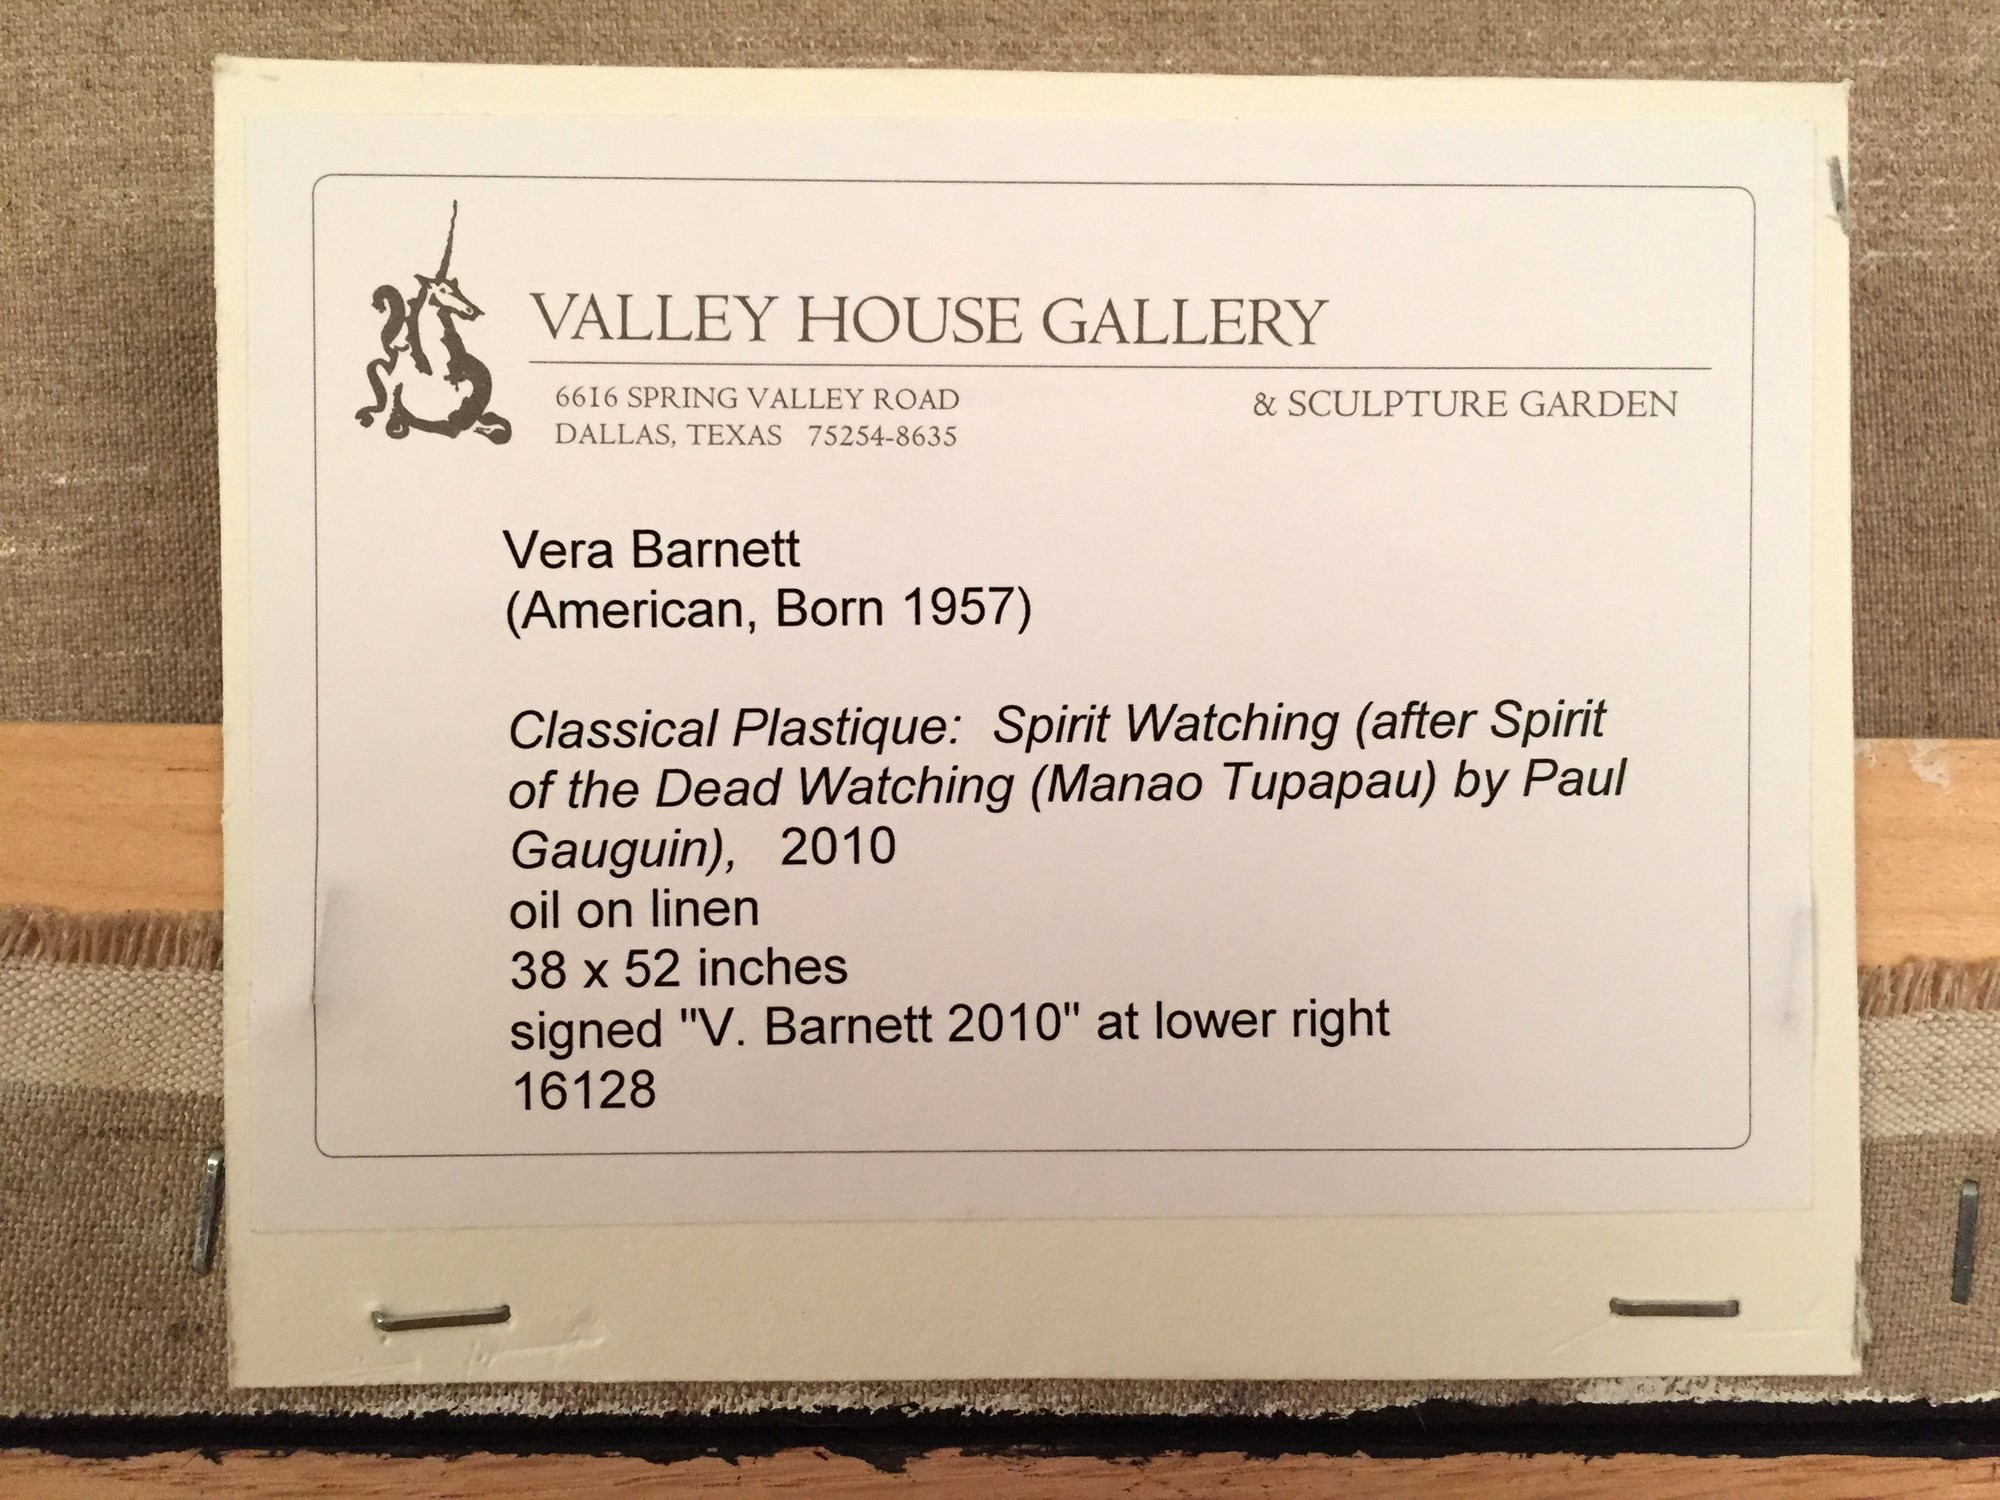 VALLEY HOUSE GALLERY
6616 SPRING VALLEY ROAD & SCULPTURE GARDEN
DALLAS, TEXAS 75254-8635
Vera Barnett
(American, Born 1957)
Classical Plastique: Spirit Watching (after Spirit
of the Dead Watching (Manao Tupapau) by Paul
Gauguin), 2010
oil on linen
38 x 52 inches
signed "V. Barnett 2010" at lower right
16128